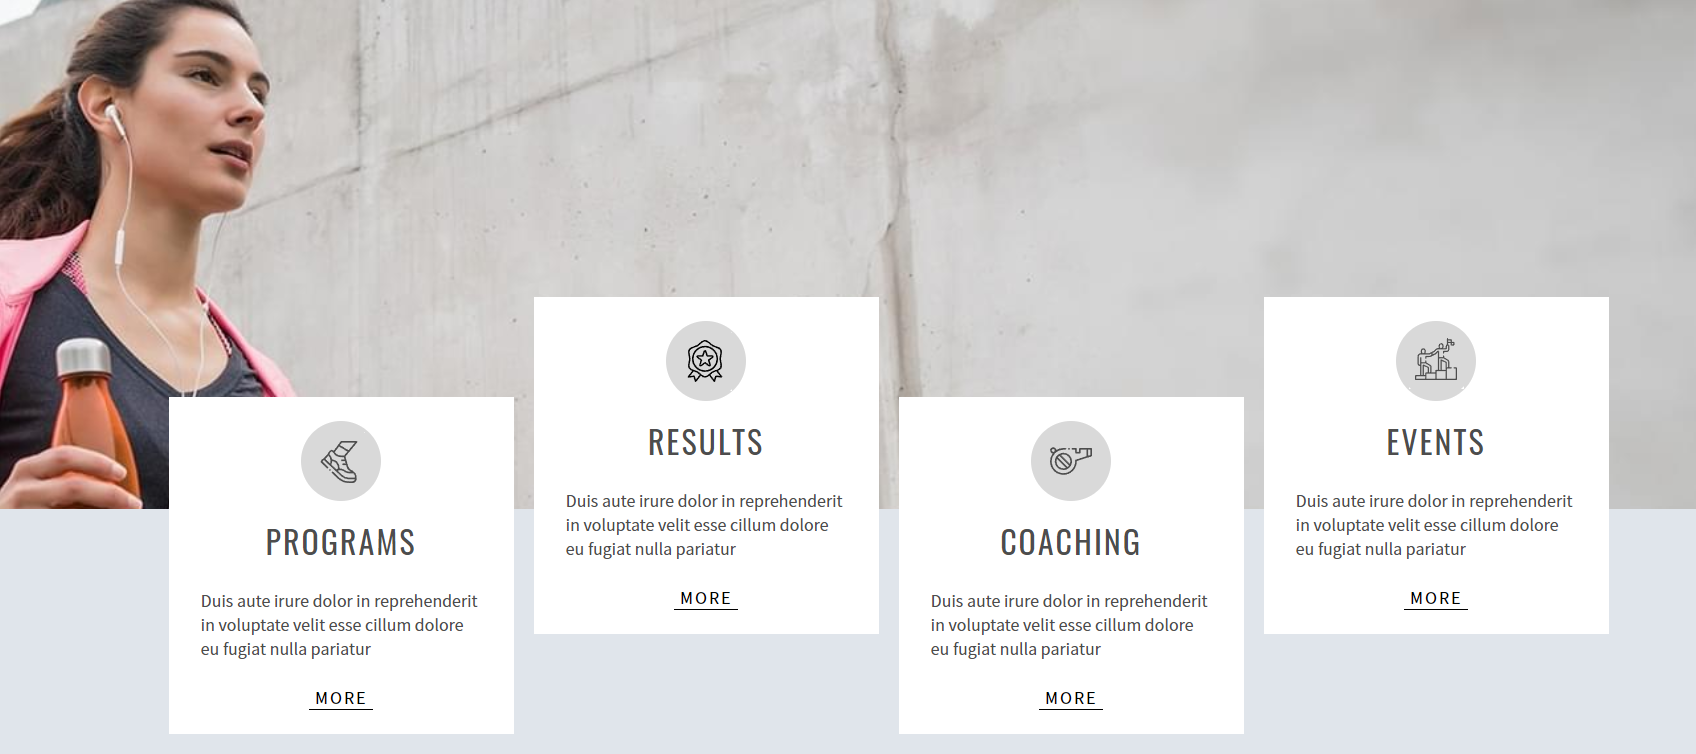 PROGRAMS
Duis aute irure dolor in reprehenderit
in voluptate velit esse cillum dolore
eu fugiat nulla pariatur
MORE
RESULTS
Duis aute irure dolor in reprehenderit
in voluptate velit esse cillum dolore
eu fugiat nulla pariatur
MORE
COACHING
Duis aute irure dolor in reprehenderit
in voluptate velit esse cillum dolore
eu fugiat nulla pariatur
MORE
EVENTS
Duis aute irure dolor in reprehenderit
in voluptate velit esse cillum dolore
eu fugiat nulla pariatur
MORE